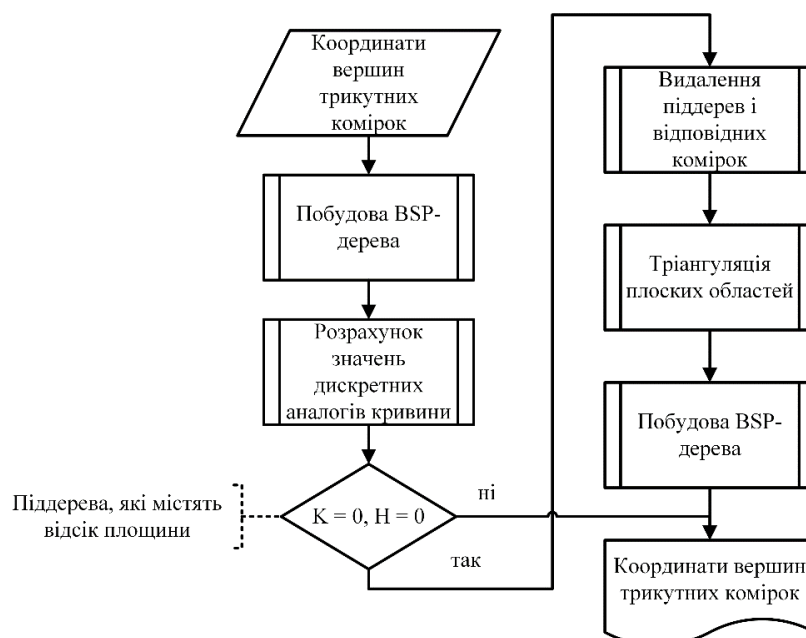 Координати
вершин
трикутних
комірок
Побудова BSP-
дерева
Розрахунок
значень
дискретних
аналогів кривини
K = 0, H = 0
Піддерева, які містять
відсік площини
ні
так
Видалення
піддерев і
відповідних
комірок
Тріангуляція
плоских областей
Побудова BSP-
дерева
Координати вершин
трикутних комірок